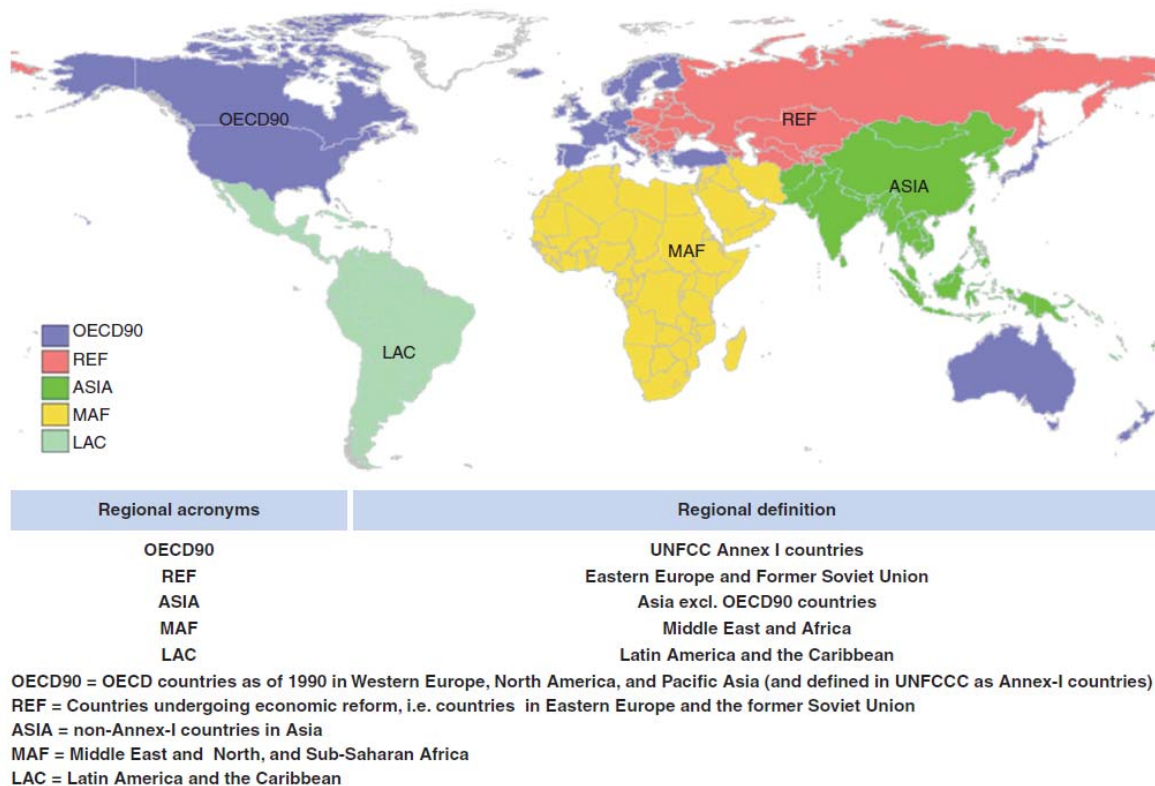 OECD90
REF
ASIA
MAF
LAC
OECD90
REF
ASIA
MAF
LAC
Regional acronyms Regional definition
OECD90 UNFCC Annex I countries
REF Eastern Europe and Former Soviet Union
ASIA Asia excl. OECD90 countries
MAF Middle East and Africa
LAC Latin America and the Caribbean
OECD90 = OECD countries as of 1990 in Western Europe, North America, and Pacific Asia (and defined in UNFCCC as Annex-I countries)
REF = Countries undergoing economic reform, i.e. countries in Eastern Europe and the former Soviet Union
ASIA = non-Annex-I countries in Asia
MAF = Middle East and North, and Sub-Saharan Africa
LAC = Latin America and the Caribbean